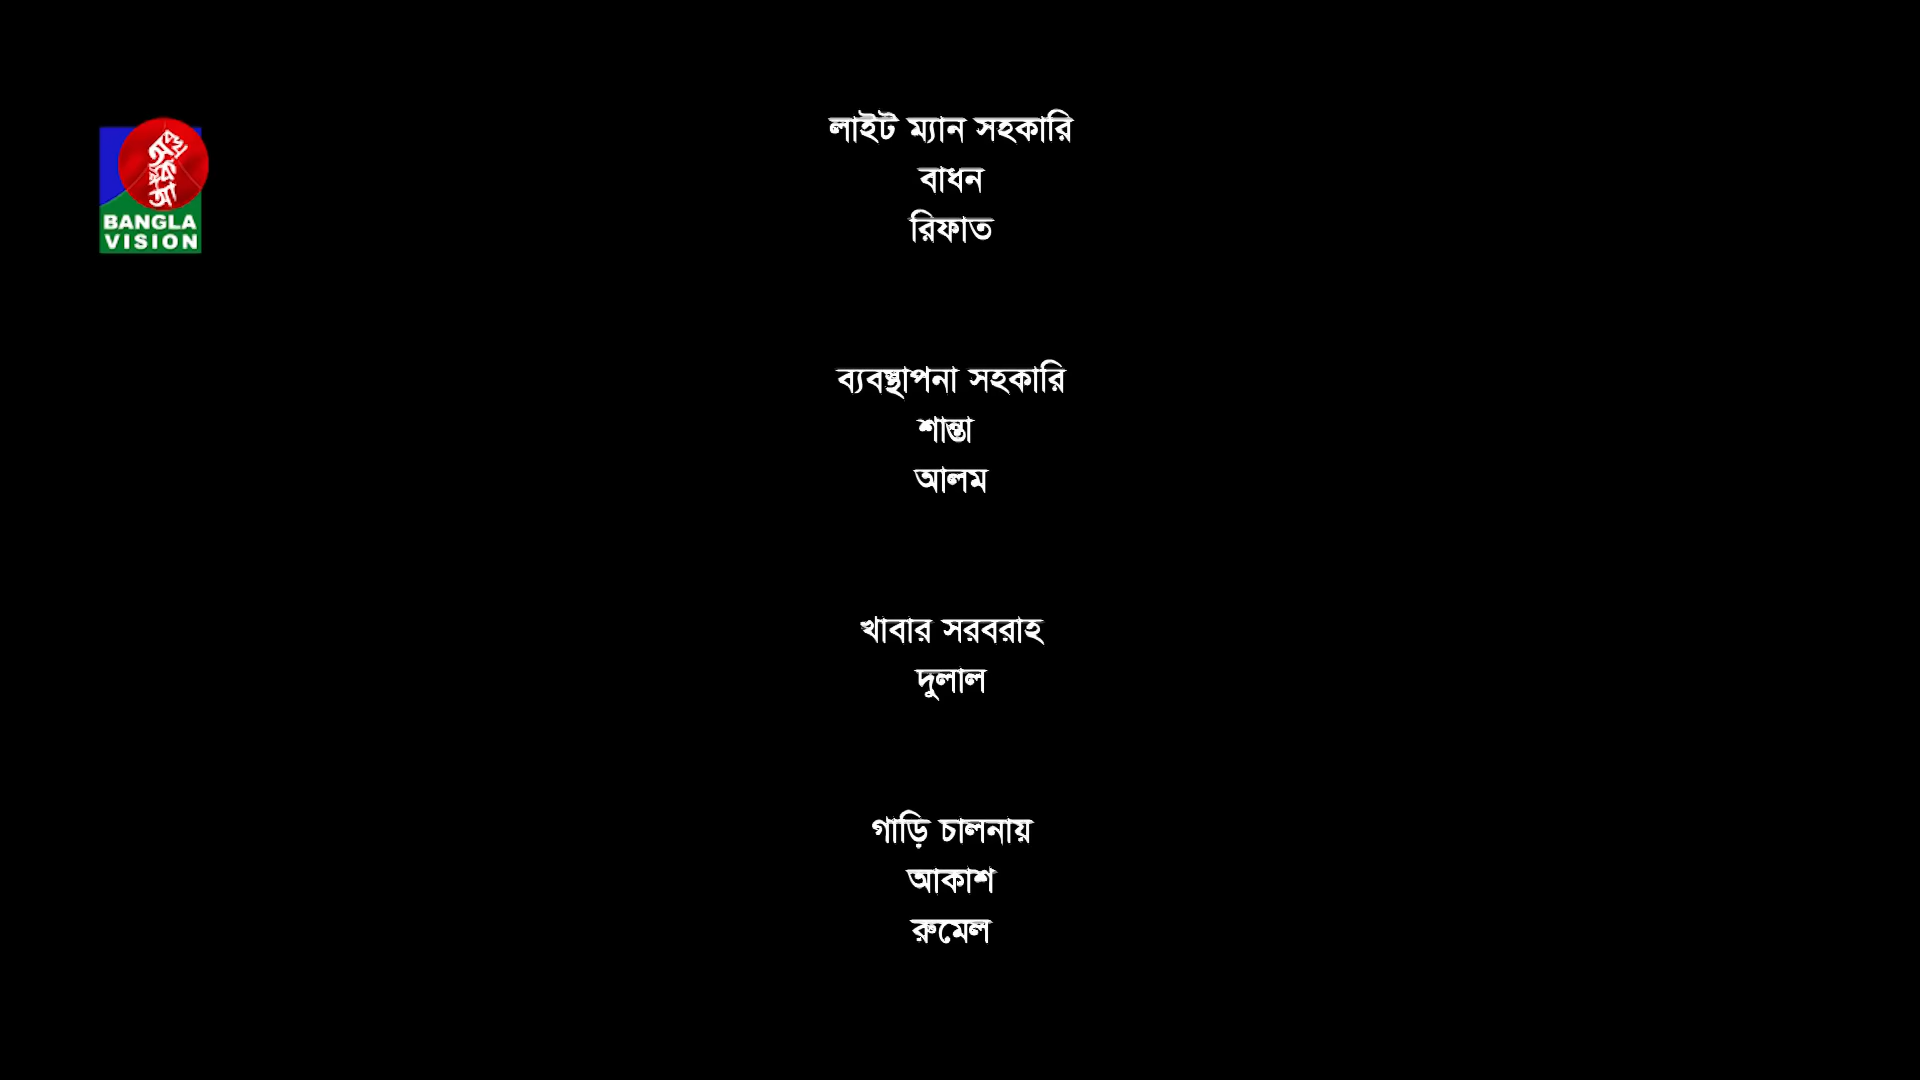 BANGLA
VISION
লাইট ম্যান সহকারি
বাধন
রিফাত
ব্যবস্থাপনা সহকারি
শান্তা
আলম
খাবার সরবরাহ
দুলাল
গাড়ি চালনায়
আকাশ
রুমেল